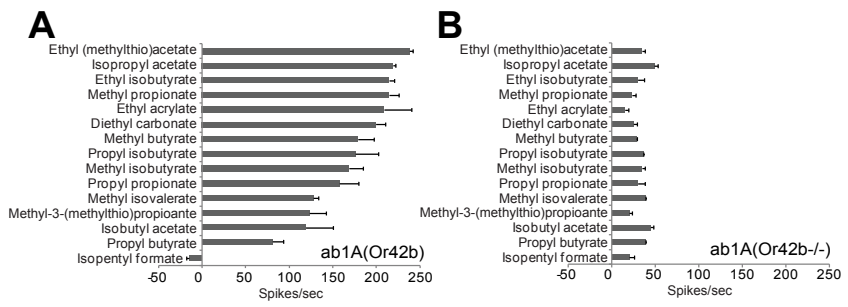 A
Ethyl (methylthio)acetate
Isopropyl acetate
Ethyl isobutyrate
Methyl propionate
Ethyl acrylate
Diethyl carbonate
Methyl butyrate
Propyl isobutyrate
Methyl isobutyrate
Propyl propionate
Methyl isovalerate
Methyl-3-(methylthio)propioante
Isobutyl acetate
Propyl butyrate
Isopentyl formate
ab1A(Or42b)
-50 0 50 100 150 200 250
Spikes/sec
B
Ethyl (methylthio)acetate
Isopropyl acetate
Ethyl isobutyrate
Methyl propionate
Ethyl acrylate
Diethyl carbonate
Methyl butyrate
Propyl isobutyrate
Methyl isobutyrate
Propyl propionate
Methyl isovalerate
Methyl-3-(methylthio)propioante
Isobutyl acetate
Propyl butyrate
Isopentyl formate
ab1A(Or42b-/-)
-50 0 50 100 150 200 250
Spikes/sec